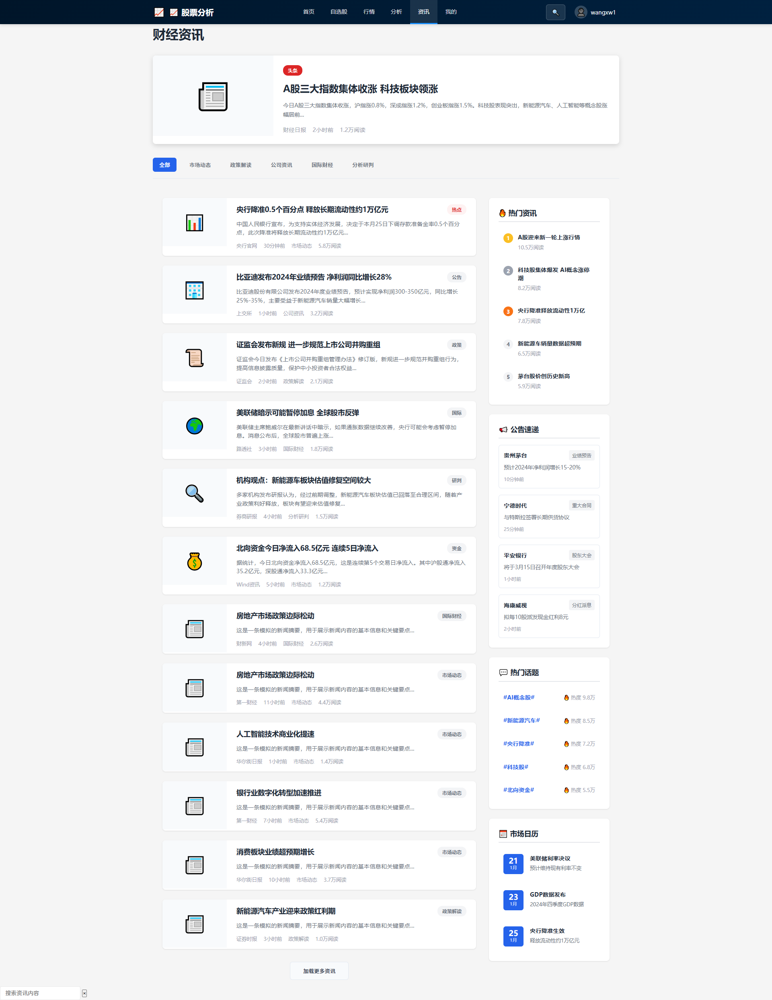 股票分析
首页
自选股
行情
分析
资讯
我的
wangxw1
财经资讯
头条
A股三大指数集体收涨 科技板块领涨
今日A股三大指数集体收涨，沪指涨0.8%，深成指涨1.2%，创业板指涨1.5%。科技股表现突出，新能源汽车、人工智能等概念股涨
幅居前...
财经日报 2小时前 1.2万阅读
全部
市场动态
政策解读
公司资讯
国际财经
分析研判
央行降准0.5个百分点 释放长期流动性约1万亿元
热点
中国人民银行宣布，为支持实体经济发展，决定于本月25日下调存款准备金率0.5个百分
点，此次降准将释放长期流动性约1万亿元...
央行官网 30分钟前 市场动态 5.8万阅读
比亚迪发布2024年业绩预告 净利润同比增长28%
公告
比亚迪股份有限公司发布2024年度业绩预告，预计实现净利润300-350亿元，同比增长
25%-35%，主要受益于新能源汽车销量大幅增长...
上交所 1小时前 公司资讯 3.2万阅读
证监会发布新规 进一步规范上市公司并购重组
政策
证监会今日发布《上市公司并购重组管理办法》修订版，新规进一步规范并购重组行为，
提高信息披露质量，保护中小投资者合法权益...
证监会 2小时前 政策解读 2.1万阅读
美联储暗示可能暂停加息 全球股市反弹
国际
美联储主席鲍威尔在最新讲话中暗示，如果通胀数据继续改善，央行可能会考虑暂停加
息。消息公布后，全球股市普遍上涨...
路透社 3小时前 国际财经 1.8万阅读
机构观点：新能源车板块估值修复空间较大
研判
多家机构发布研报认为，经过前期调整，新能源汽车板块估值已回落至合理区间，随着产
业政策利好释放，板块有望迎来估值修复...
券商研报 4小时前 分析研判 1.5万阅读
北向资金今日净流入68.5亿元 连续5日净流入
资金
据统计，今日北向资金净流入68.5亿元，这是连续第5个交易日净流入。其中沪股通净流入
35.2亿元，深股通净流入33.3亿元...
Wind资讯 5小时前 市场动态 1.2万阅读
房地产市场政策边际松动
国际财经
这是一条模拟的新闻摘要，用于展示新闻内容的基本信息和关键要点...
财新网 4小时前 国际财经 2.6万阅读
房地产市场政策边际松动
市场动态
这是一条模拟的新闻摘要，用于展示新闻内容的基本信息和关键要点...
第一财经 11小时前 市场动态 4.4万阅读
人工智能技术商业化提速
市场动态
这是一条模拟的新闻摘要，用于展示新闻内容的基本信息和关键要点...
华尔街日报 1小时前 市场动态 1.4万阅读
银行业数字化转型加速推进
市场动态
这是一条模拟的新闻摘要，用于展示新闻内容的基本信息和关键要点...
第一财经 7小时前 市场动态 5.4万阅读
消费板块业绩超预期增长
市场动态
这是一条模拟的新闻摘要，用于展示新闻内容的基本信息和关键要点...
华尔街日报 10小时前 市场动态 3.7万阅读
新能源汽车产业迎来政策红利期
政策解读
这是一条模拟的新闻摘要，用于展示新闻内容的基本信息和关键要点...
证券时报 3小时前 政策解读 1.0万阅读
加载更多资讯
热门资讯
1 A股迎来新一轮上涨行情
10.5万阅读
2 科技股集体爆发 AI概念涨停
潮
8.2万阅读
3 央行降准释放流动性1万亿
7.8万阅读
4 新能源车销量数据超预期
6.5万阅读
5 茅台股价创历史新高
5.9万阅读
公告速递
贵州茅台 业绩预告
预计2024年净利润增长15-20%
10分钟前
宁德时代 重大合同
与特斯拉签署长期供货协议
25分钟前
平安银行 股东大会
将于3月15日召开年度股东大会
1小时前
海康威视 分红派息
拟每10股派发现金红利8元
2小时前
热门话题
#AI概念股# 热度 9.8万
#新能源汽车# 热度 8.5万
#央行降准# 热度 7.2万
#科技股# 热度 6.8万
#北向资金# 热度 5.5万
市场日历
21
1月
美联储利率决议
预计维持现有利率不变
23
1月
GDP数据发布
2024年四季度GDP数据
25
1月
央行降准生效
释放流动性约1万亿元
搜索资讯内容
×